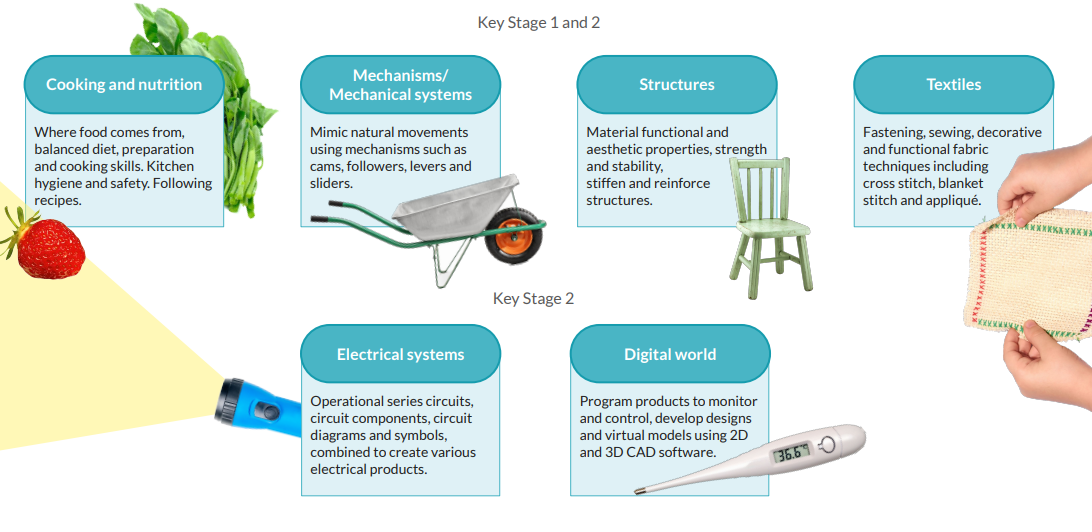 Key Stage 1 and 2
Cooking and nutrition
Where food comes from,
balanced diet, preparation
and cooking skills. Kitchen
hygiene and safety. Following
recipes.
Mechanisms/
Mechanical systems
Mimic natural movements
using mechanisms such as
cams, followers, levers and
sliders.
Structures
Material functional and
aesthetic properties, strength
and stability,
stiffen and reinforce
structures.
Textiles
Fastening, sewing, decorative
and functional fabric
techniques including
cross stitch, blanket
stitch and appliqué.
Key Stage 2
Electrical systems
Operational series circuits,
circuit components, circuit
diagrams and symbols,
combined to create various
electrical products.
Digital world
Program products to monitor
and control, develop designs
and virtual models using 2D
and 3D CAD software.
36.6°C